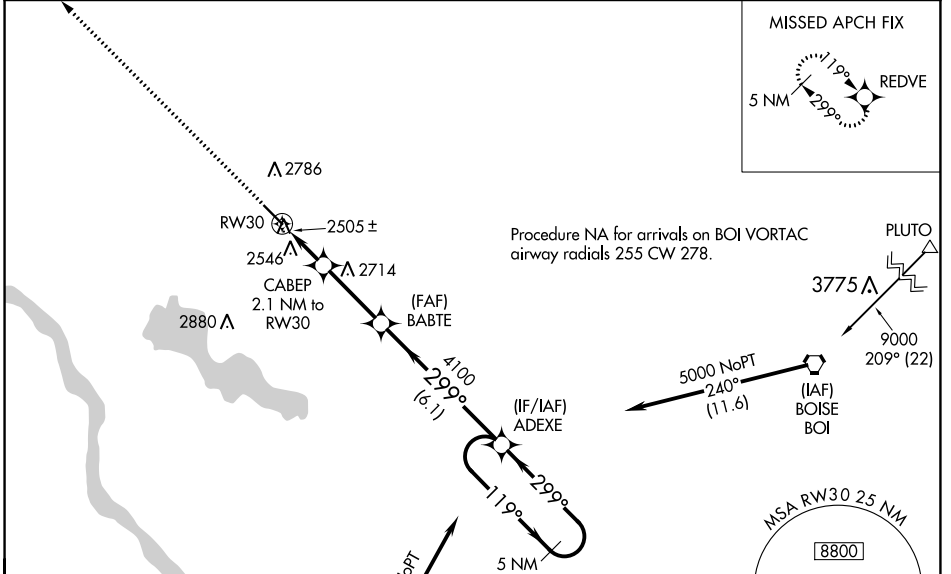 MISSED APCH FIX
119°
REDVE
5 NM
299°
2786
RW30
2505 ±
2546
CABEP
2.1 NM to
RW30
2714
2880
(FAF)
BABTE
4100
299°
(6.1)
Procedure NA for arrivals on BOI VORTAC
airway radials 255 CW 278.
PLUTO
3775
9000
209° (22)
5000 NoPT
240°
(11.6)
(IAF)
BOISE
BOI
(IF/IAF)
ADEXE
299°
119°
5 NM
MSA RW30 25 NM
8800